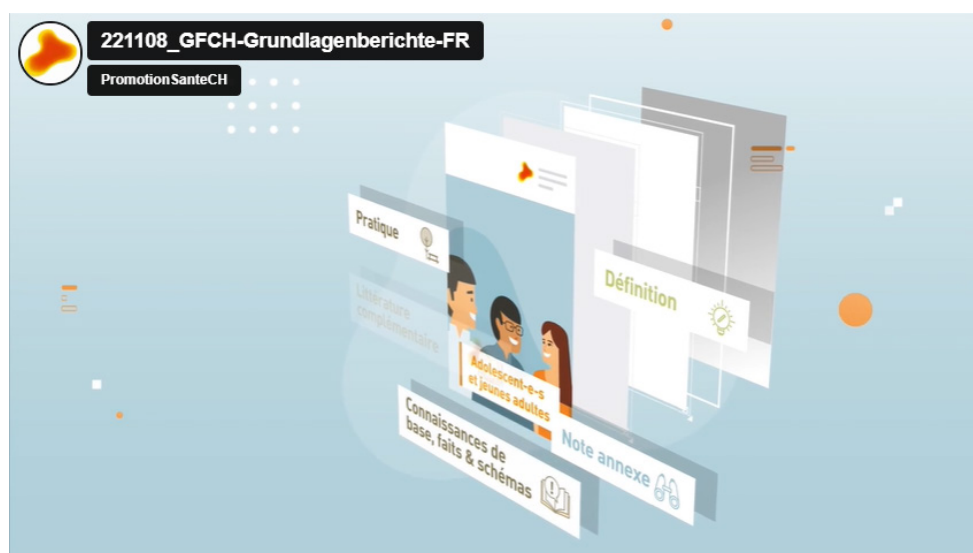 221108_GFCH-Grundlagenberichte-FR
PromotionSanteCH
Pratique
Littérature
complémentaire
Définition
Adolescent-e-s
et jeunes adultes
Connaissances de
base, faits & schémas
Note annexe